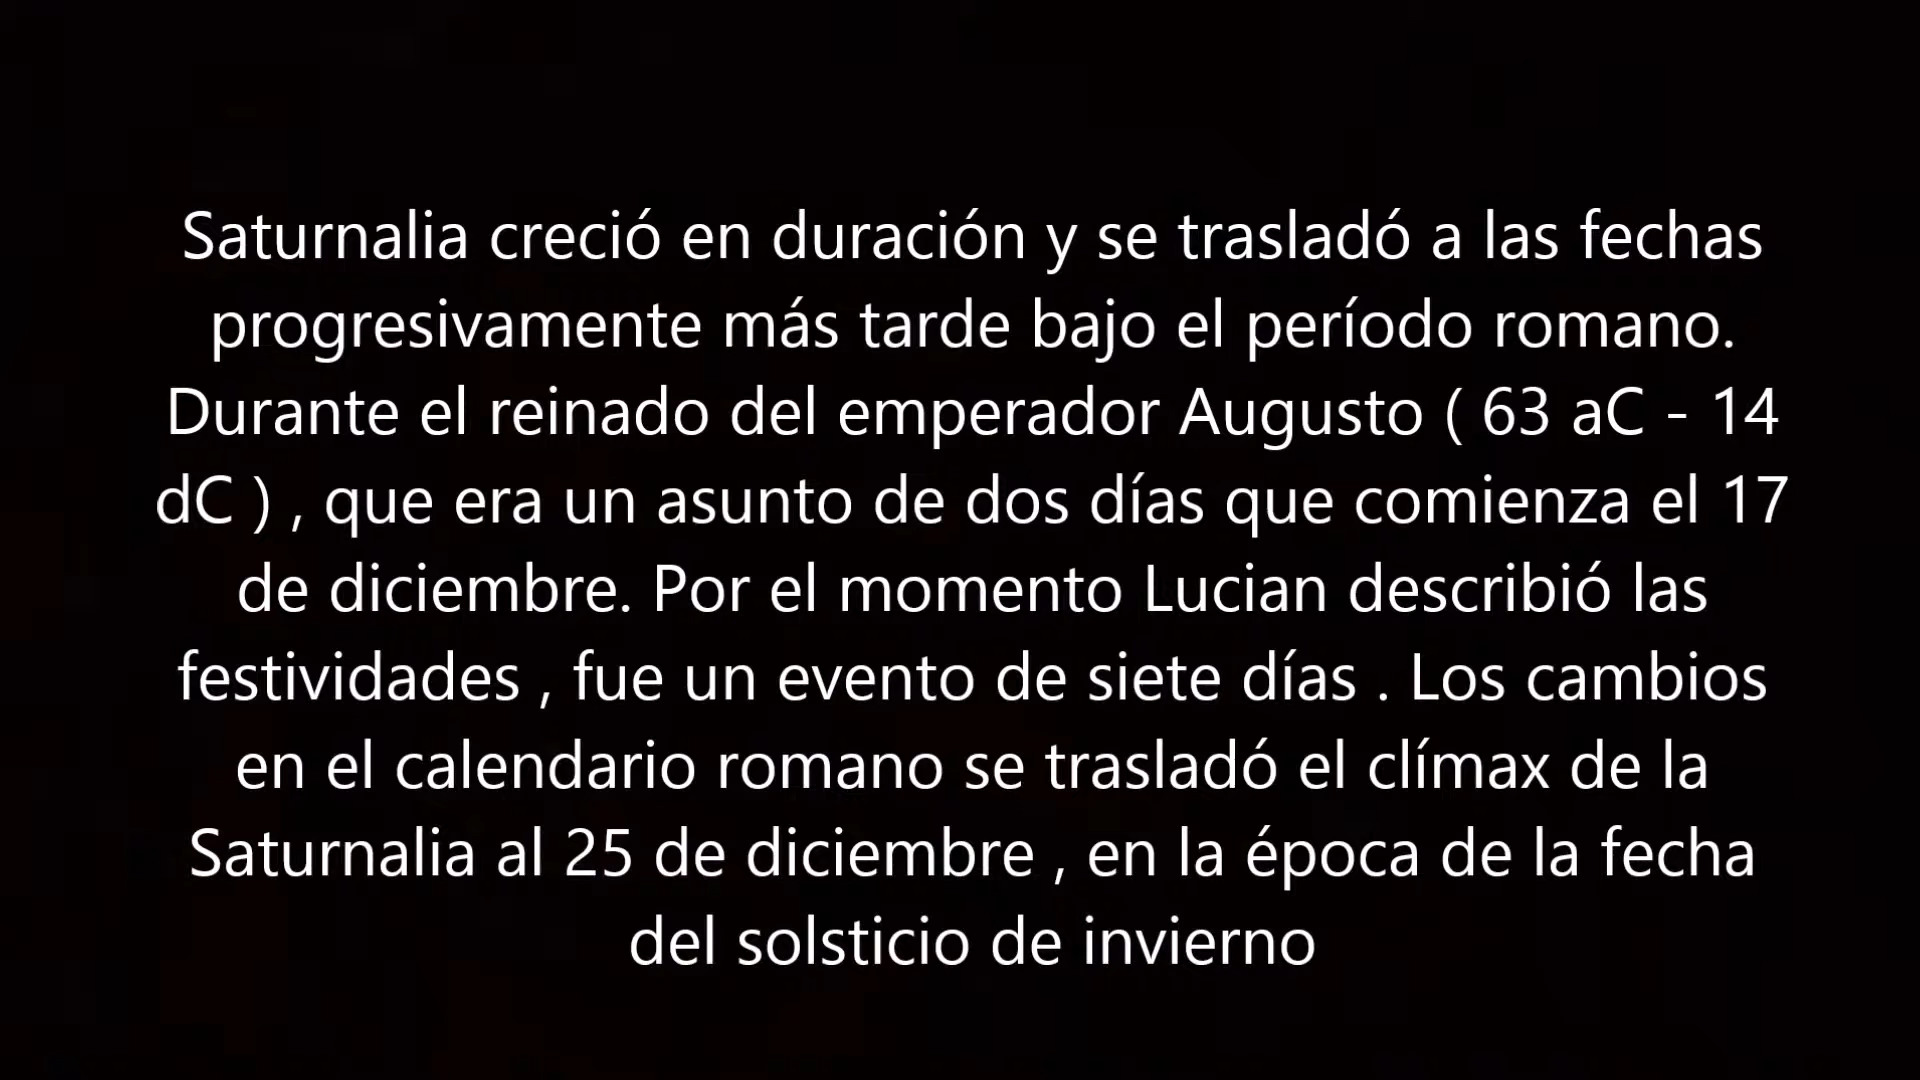 Saturnalia creció en duración y se trasladó a las fechas
progresivamente más tarde bajo el período romano.
Durante el reinado del emperador Augusto ( 63 aC - 14
dC ) , que era un asunto de dos días que comienza el 17
de diciembre. Por el momento Lucian describió las
festividades , fue un evento de siete días . Los cambios
en el calendario romano se trasladó el clímax de la
Saturnalia al 25 de diciembre , en la época de la fecha
del solsticio de invierno